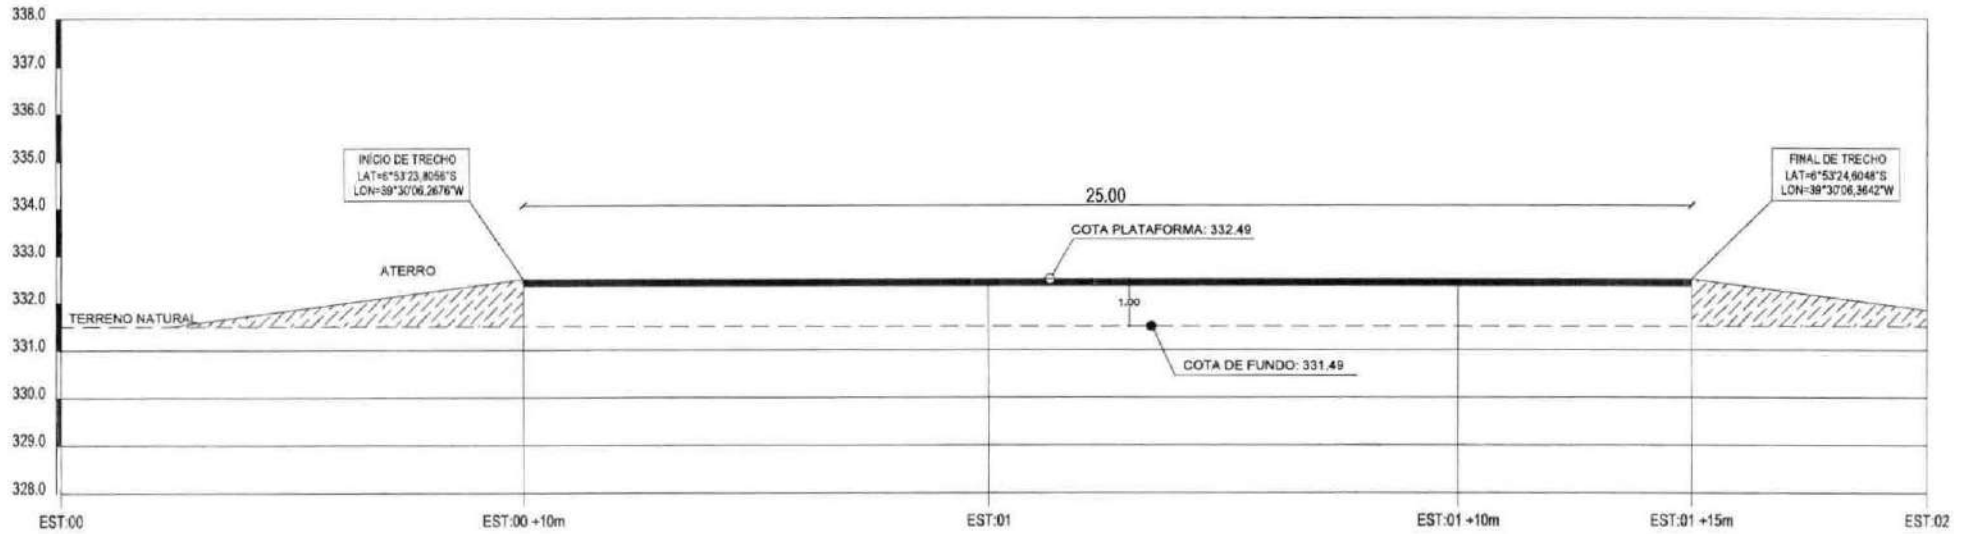 338.0
337.0
336.0
335.0
334.0
333.0
332.0
331.0
330.0
329.0
328.0
INÍCIO DE TRECHO
LAT=6°53'23,8056"S
LON=39°30'06,2676"W
FINAL DE TRECHO
LAT=6°53'24,6048"S
LON=39°30'06,3642"W
25.00
COTA PLATAFORMA: 332.49
ATERRO
1.00
TERRENO NATURAL
COTA DE FUNDO: 331.49
EST:00
EST:00 +10m
EST:01
EST:01 +10m
EST:01 +15m
EST:02